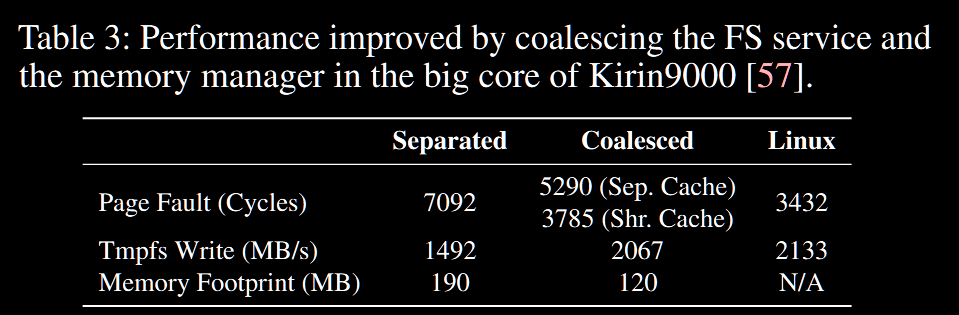 Table 3: Performance improved by coalescing the FS service and
the memory manager in the big core of Kirin9000 [57].
Separated Coalesced Linux
Page Fault (Cycles) 7092 5290 (Sep. Cache) 3432
3785 (Shr. Cache)
Tmpfs Write (MB/s) 1492 2067 2133
Memory Footprint (MB) 190 120 N/A